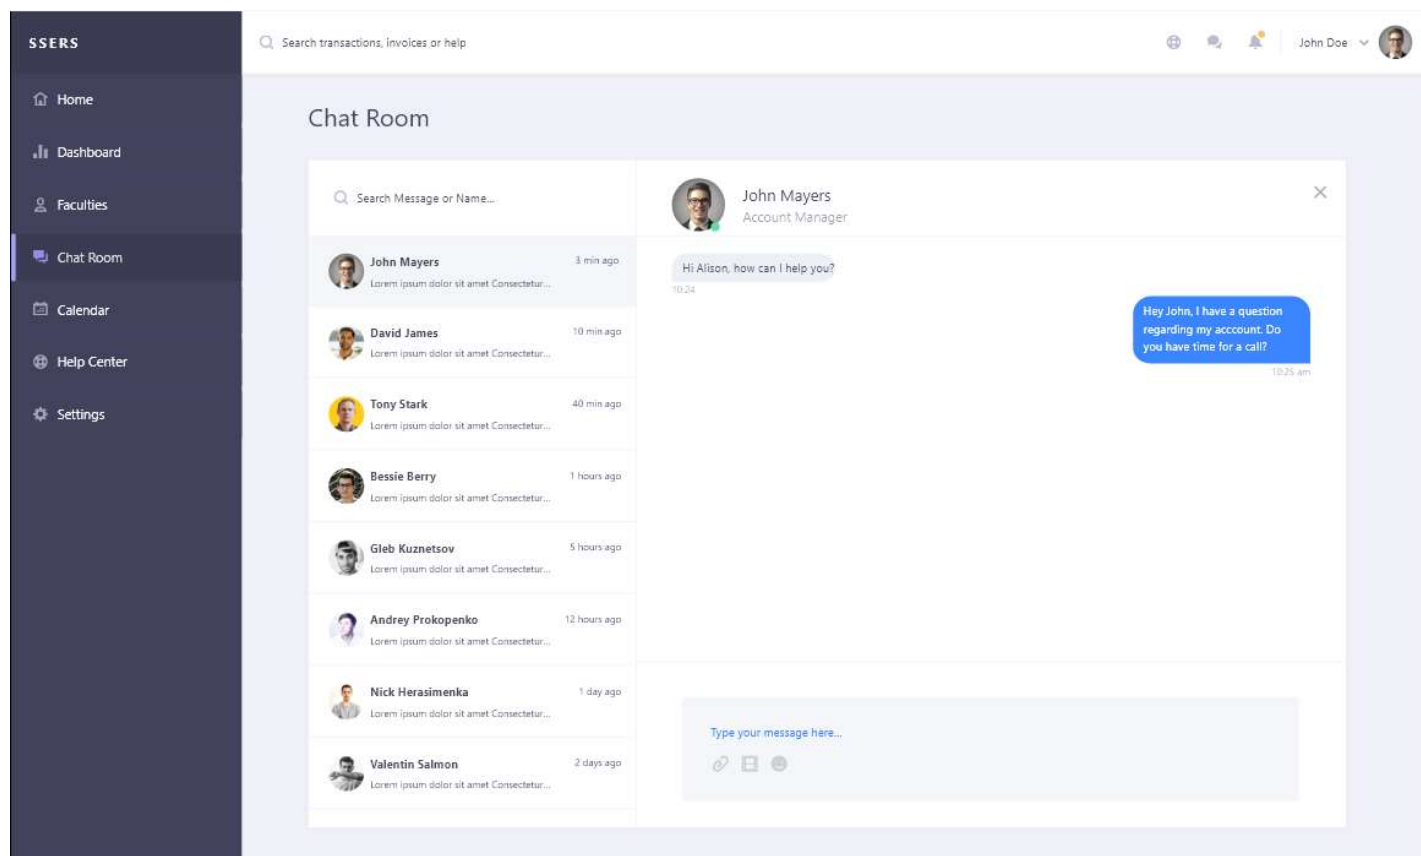 SSERS
Search transactions, invoices or help
John Doe
Home
Dashboard
Faculties
Chat Room
Calendar
Help Center
Settings
Chat Room
Search Message or Name...
John Mayers
3 min ago
Lorem ipsum dolor sit amet Consectetur...
David James
10 min ago
Lorem ipsum dolor sit amet Consectetur...
Tony Stark
40 min ago
Lorem ipsum dolor sit amet Consectetur...
Bessie Berry
1 hours ago
Lorem ipsum dolor sit amet Consectetur...
Gleb Kuznetsov
5 hours ago
Lorem ipsum dolor sit amet Consectetur...
Andrey Prokopenko
12 hours ago
Lorem ipsum dolor sit amet Consectetur...
Nick Herasimenka
1 day ago
Lorem ipsum dolor sit amet Consectetur...
Valentin Salmon
2 days ago
Lorem ipsum dolor sit amet Consectetur...
John Mayers
Account Manager
Hi Alison, how can I help you?
10:24
Hey John, I have a question
regarding my acccount. Do
you have time for a call?
10:25 am
Type your message here...